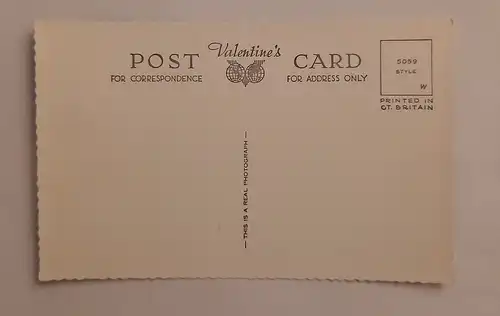 Valentine's
POST CARD
FOR CORRESPONDENCE FOR ADDRESS ONLY
5059
STYLE
W
PRINTED IN
GT. BRITAIN
— THIS IS A REAL PHOTOGRAPH —